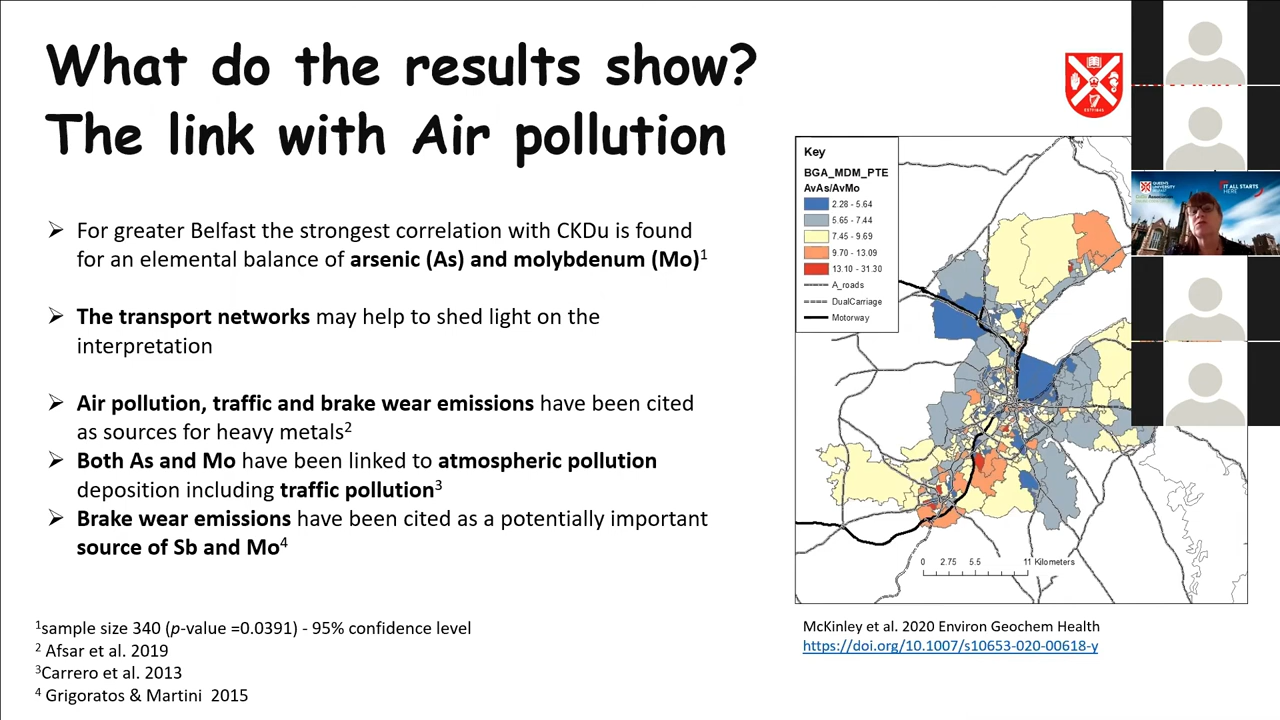 What do the results show?
The link with Air pollution
For greater Belfast the strongest correlation with CKDu is found
for an elemental balance of arsenic (As) and molybdenum (Mo)1
The transport networks may help to shed light on the
interpretation
Air pollution, traffic and brake wear emissions have been cited
as sources for heavy metals2
Both As and Mo have been linked to atmospheric pollution
deposition including traffic pollution3
Brake wear emissions have been cited as a potentially important
source of Sb and Mo4
1sample size 340 (p-value =0.0391) - 95% confidence level
2 Afsar et al. 2019
3Carrero et al. 2013
4 Grigoratos & Martini 2015
Key
BGA_MDM_PTE
AvAs/AvMo
2.28 - 5.64
5.65 - 7.44
7.45 - 9.69
9.70 - 13.09
13.10 - 31.30
A_roads
DualCarriage
Motorway
0 2.75 5.5 11 Kilometers
McKinley et al. 2020 Environ Geochem Health
https://doi.org/10.1007/s10653-020-00618-y
QUEEN'S
UNIVERSITY
BELFAST
IT ALL STARTS
HERE